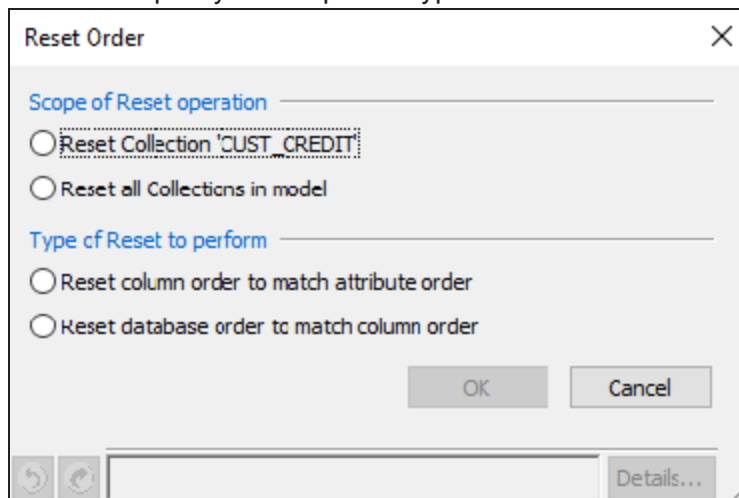 Reset Order
Scope of Reset operation
Reset Collection 'CUST_CREDIT'
Reset all Collections in model
Type of Reset to perform
Reset column order to match attribute order
Reset database order to match column order
OK Cancel
Details...